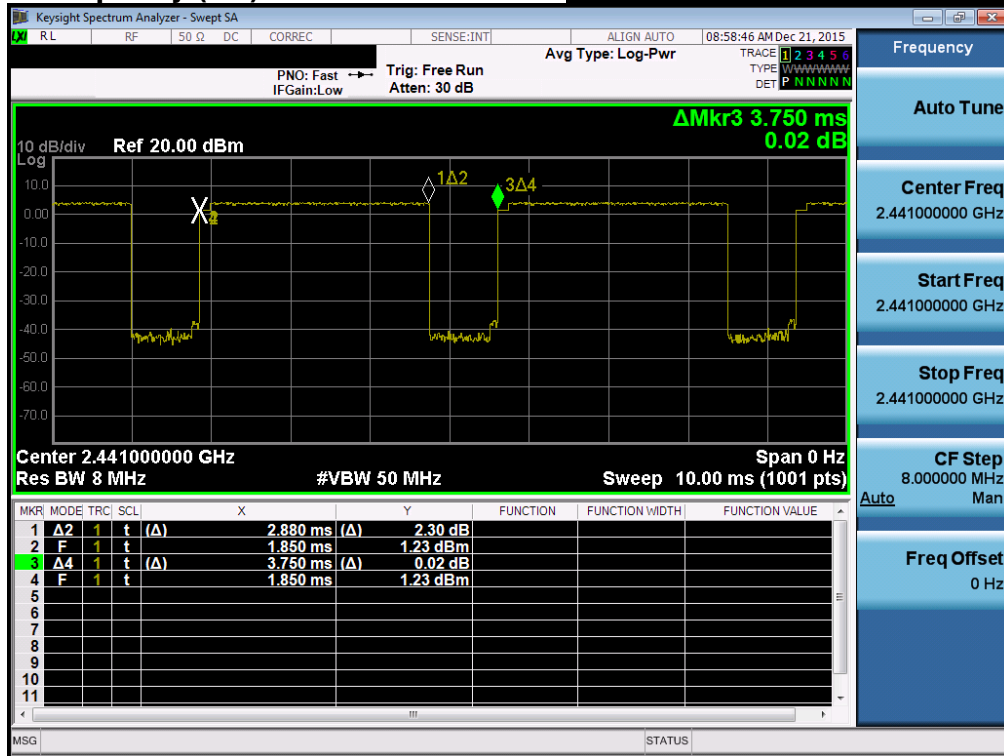 Keysight Spectrum Analyzer - Swept SA
RL RF 50 Ω DC CORREC SENSE:INT ALIGN AUTO 08:58:46 AM Dec 21, 2015
Avg Type: Log-Pwr TRACE 1 2 3 4 5 6
PNO: Fast Trig: Free Run TYPE WWWWWW
IFGain:Low Atten: 30 dB DET P N N N N N
ΔMkr3 3.750 ms
0.02 dB
10 dB/div Ref 20.00 dBm
Log
1Δ2 3Δ4
10.0
0.00
-10.0
-20.0
-30.0
-40.0
-50.0
-60.0
-70.0
Center 2.441000000 GHz Span 0 Hz
Res BW 8 MHz #VBW 50 MHz Sweep 10.00 ms (1001 pts)
MKR MODE TRC SCL X Y FUNCTION FUNCTION WIDTH FUNCTION VALUE
1 Δ2 1 t (Δ) 2.880 ms (Δ) 2.30 dB
2 F 1 t 1.850 ms 1.23 dBm
3 Δ4 1 t (Δ) 3.750 ms (Δ) 0.02 dB
4 F 1 t 1.850 ms 1.23 dBm
5
6
7
8
9
10
11
MSG STATUS
Frequency
Auto Tune
Center Freq
2.441000000 GHz
Start Freq
2.441000000 GHz
Stop Freq
2.441000000 GHz
CF Step
8.000000 MHz
Auto Man
Freq Offset
0 Hz